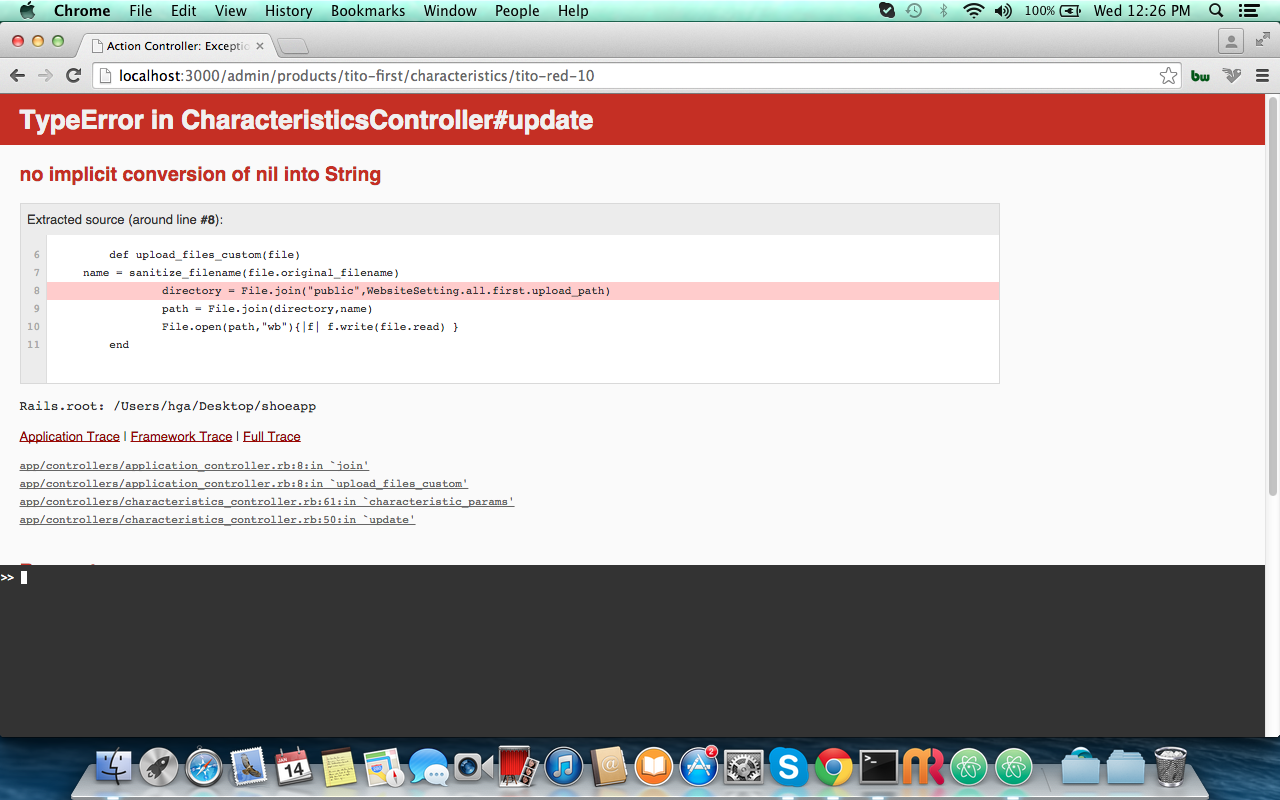 Chrome File Edit View History Bookmarks Window People Help 100% Wed 12:26 PM
Action Controller: Exceptio
localhost:3000/admin/products/tito-first/characteristics/tito-red-10 bw
TypeError in CharacteristicsController#update
no implicit conversion of nil into String
Extracted source (around line #8):
6 def upload_files_custom(file)
7 name = sanitize_filename(file.original_filename)
8 directory = File.join("public",WebsiteSetting.all.first.upload_path)
9 path = File.join(directory,name)
10 File.open(path,"wb"){|f| f.write(file.read) }
11 end
Rails.root: /Users/hga/Desktop/shoeapp
Application Trace | Framework Trace | Full Trace
app/controllers/application_controller.rb:8:in `join'
app/controllers/application_controller.rb:8:in `upload_files_custom'
app/controllers/characteristics_controller.rb:61:in `characteristic_params'
app/controllers/characteristics_controller.rb:50:in `update'
>>
JAN
14
2
S
>_